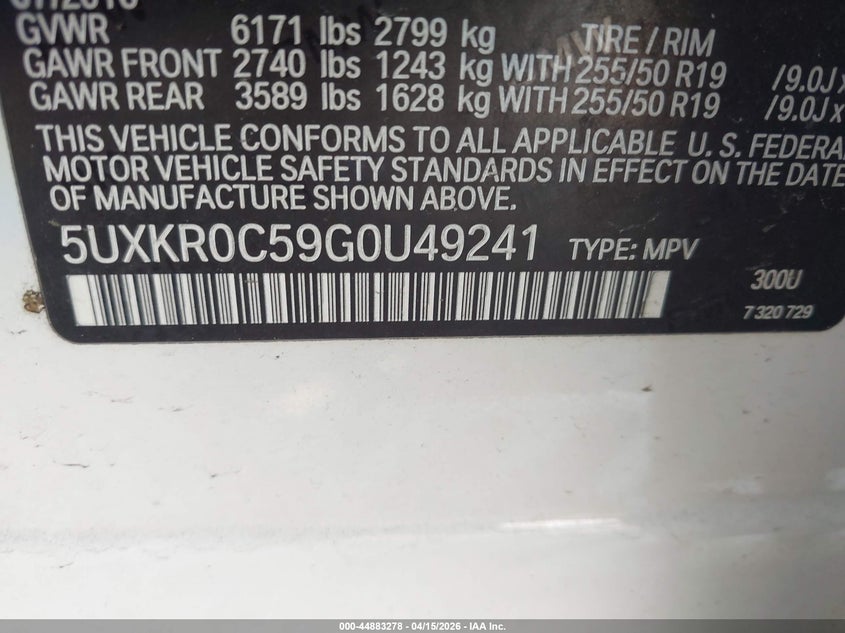 GVWR 6171 lbs 2799 kg TIRE / RIM
GAWR FRONT 2740 lbs 1243 kg WITH 255/50 R19 /9.0J x
GAWR REAR 3589 lbs 1628 kg WITH 255/50 R19 /9.0J x
THIS VEHICLE CONFORMS TO ALL APPLICABLE U. S. FEDERA
MOTOR VEHICLE SAFETY STANDARDS IN EFFECT ON THE DATE
OF MANUFACTURE SHOWN ABOVE.
5UXKR0C59G0U49241 TYPE: MPV
300U
7 320 729
000-44883278 - 04/15/2026 - IAA Inc.